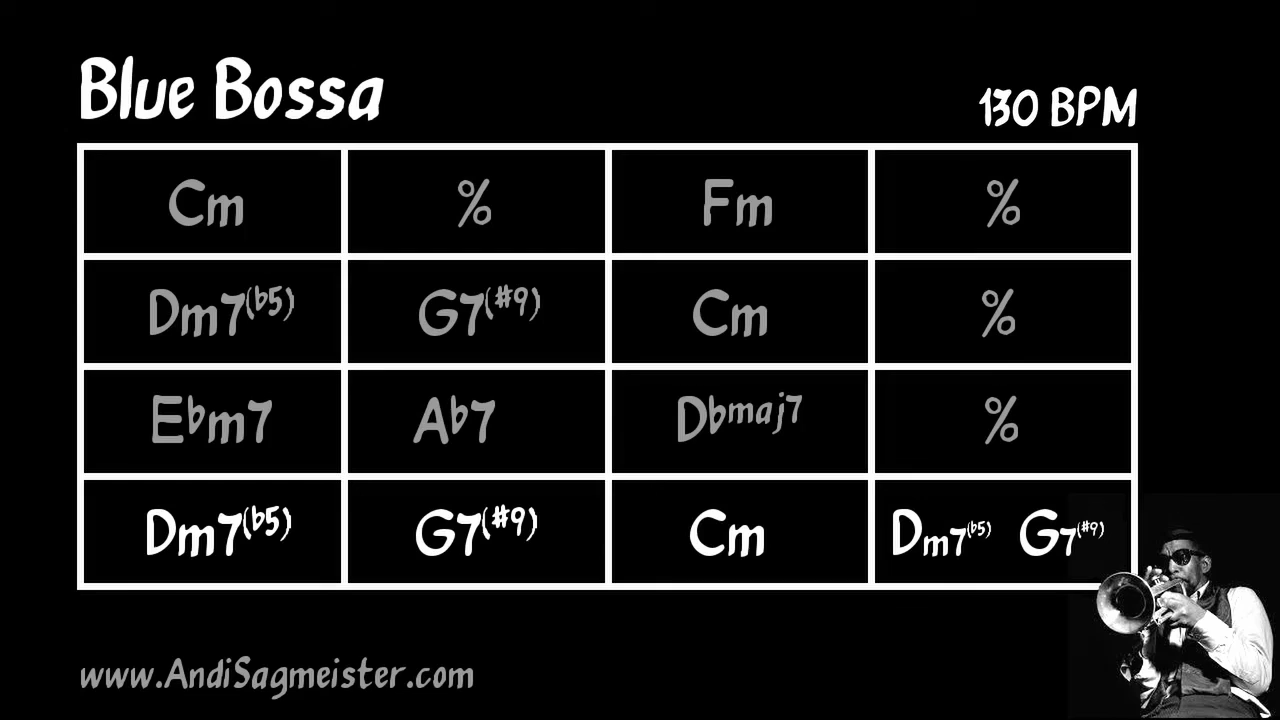 Blue Bossa
130 BPM
Cm % Fm %
Dm7(b5) G7(#9) Cm %
Ebm7 Ab7 Dbmaj7 %
Dm7(b5) G7(#9) Cm Dm7(b5) G7(#9)
www.AndiSagmeister.com